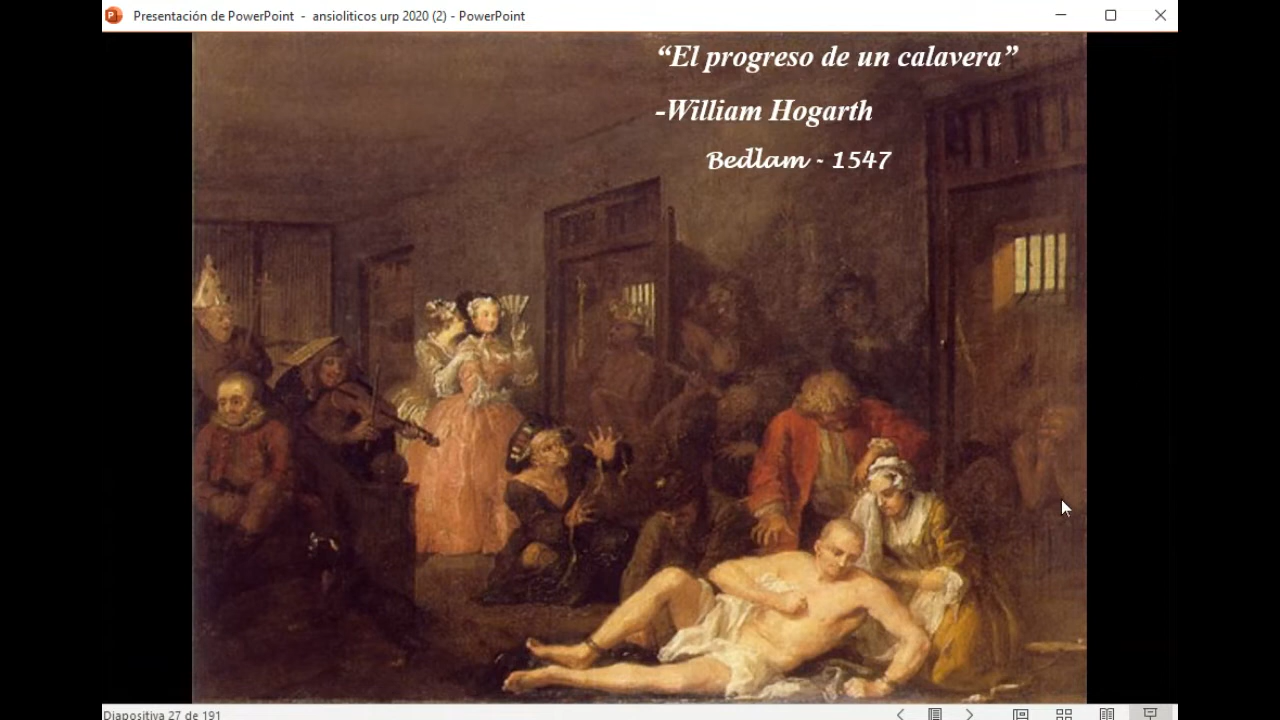 Presentación de PowerPoint - ansioliticos urp 2020 (2) - PowerPoint
“El progreso de un calavera”
-William Hogarth
Bedlam - 1547
Diapositiva 27 de 191